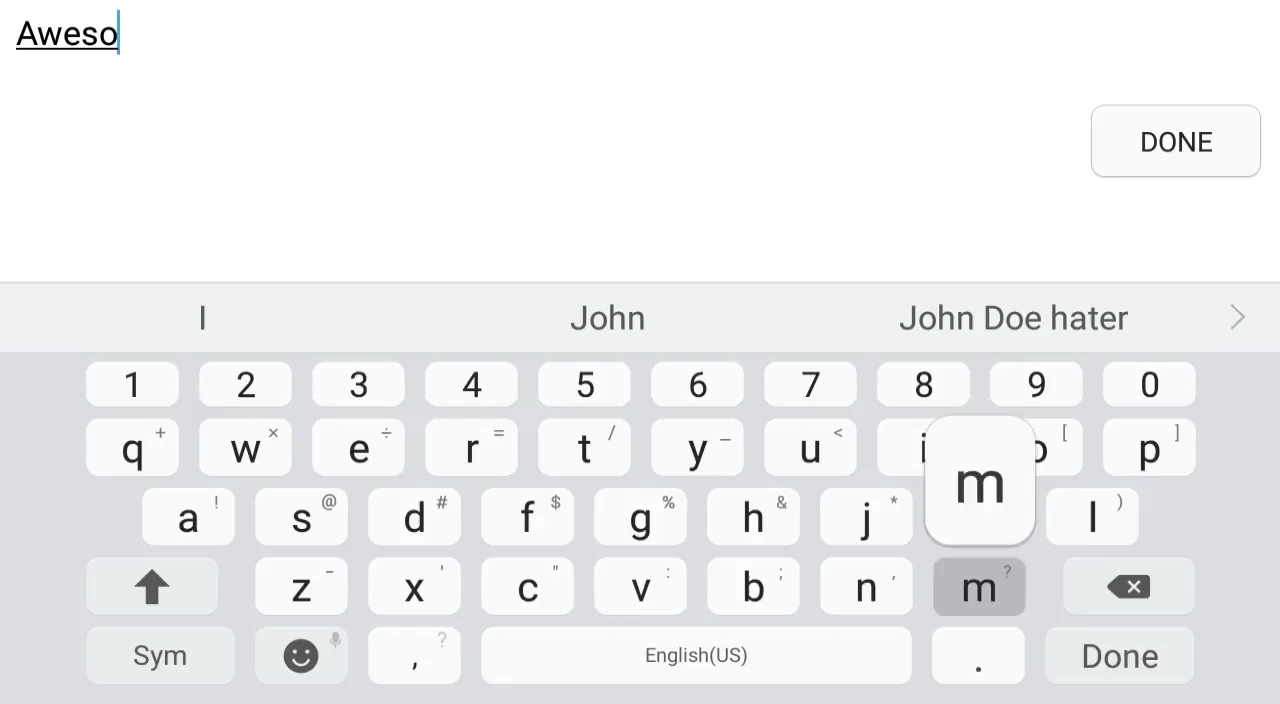 Aweso
DONE
I John John Doe hater >
1 2 3 4 5 6 7 8 9 0
q + w × e ÷ r = t / y _ u < i o [ p ]
m
a ! s @ d # f $ g % h & j * l )
z - x ' c " v : b ; n , m ?
Sym , ? English(US) . Done